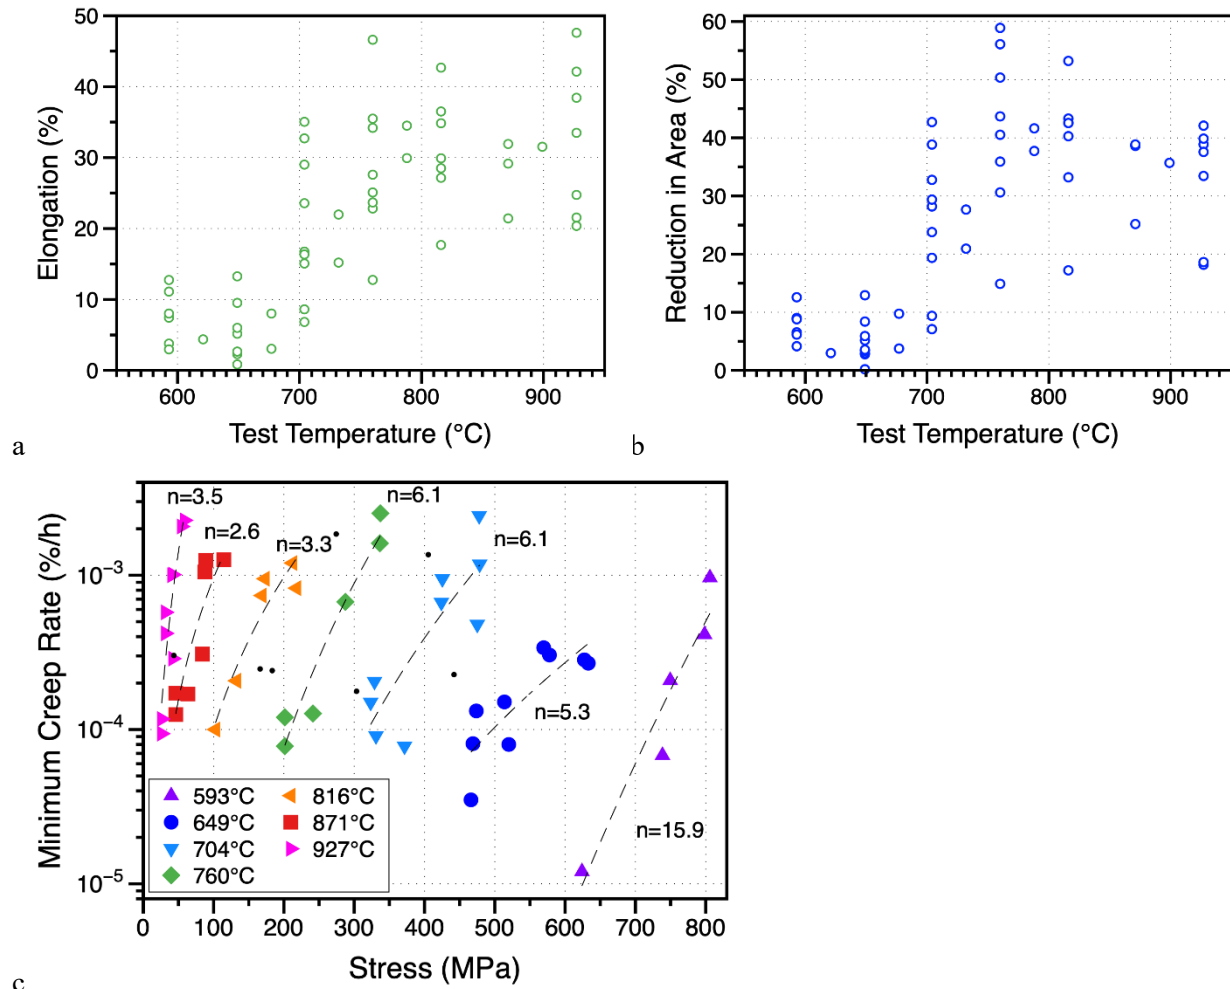 50
40
30
20
10
0
Elongation (%)
600
700
800
900
Test Temperature (°C)
a
60
50
40
30
20
10
0
Reduction in Area (%)
600
700
800
900
Test Temperature (°C)
b
10⁻³
10⁻⁴
10⁻⁵
Minimum Creep Rate (%/h)
n=3.5
n=2.6
n=3.3
n=6.1
n=6.1
n=5.3
n=15.9
593°C
649°C
704°C
760°C
816°C
871°C
927°C
0
100
200
300
400
500
600
700
800
Stress (MPa)
c